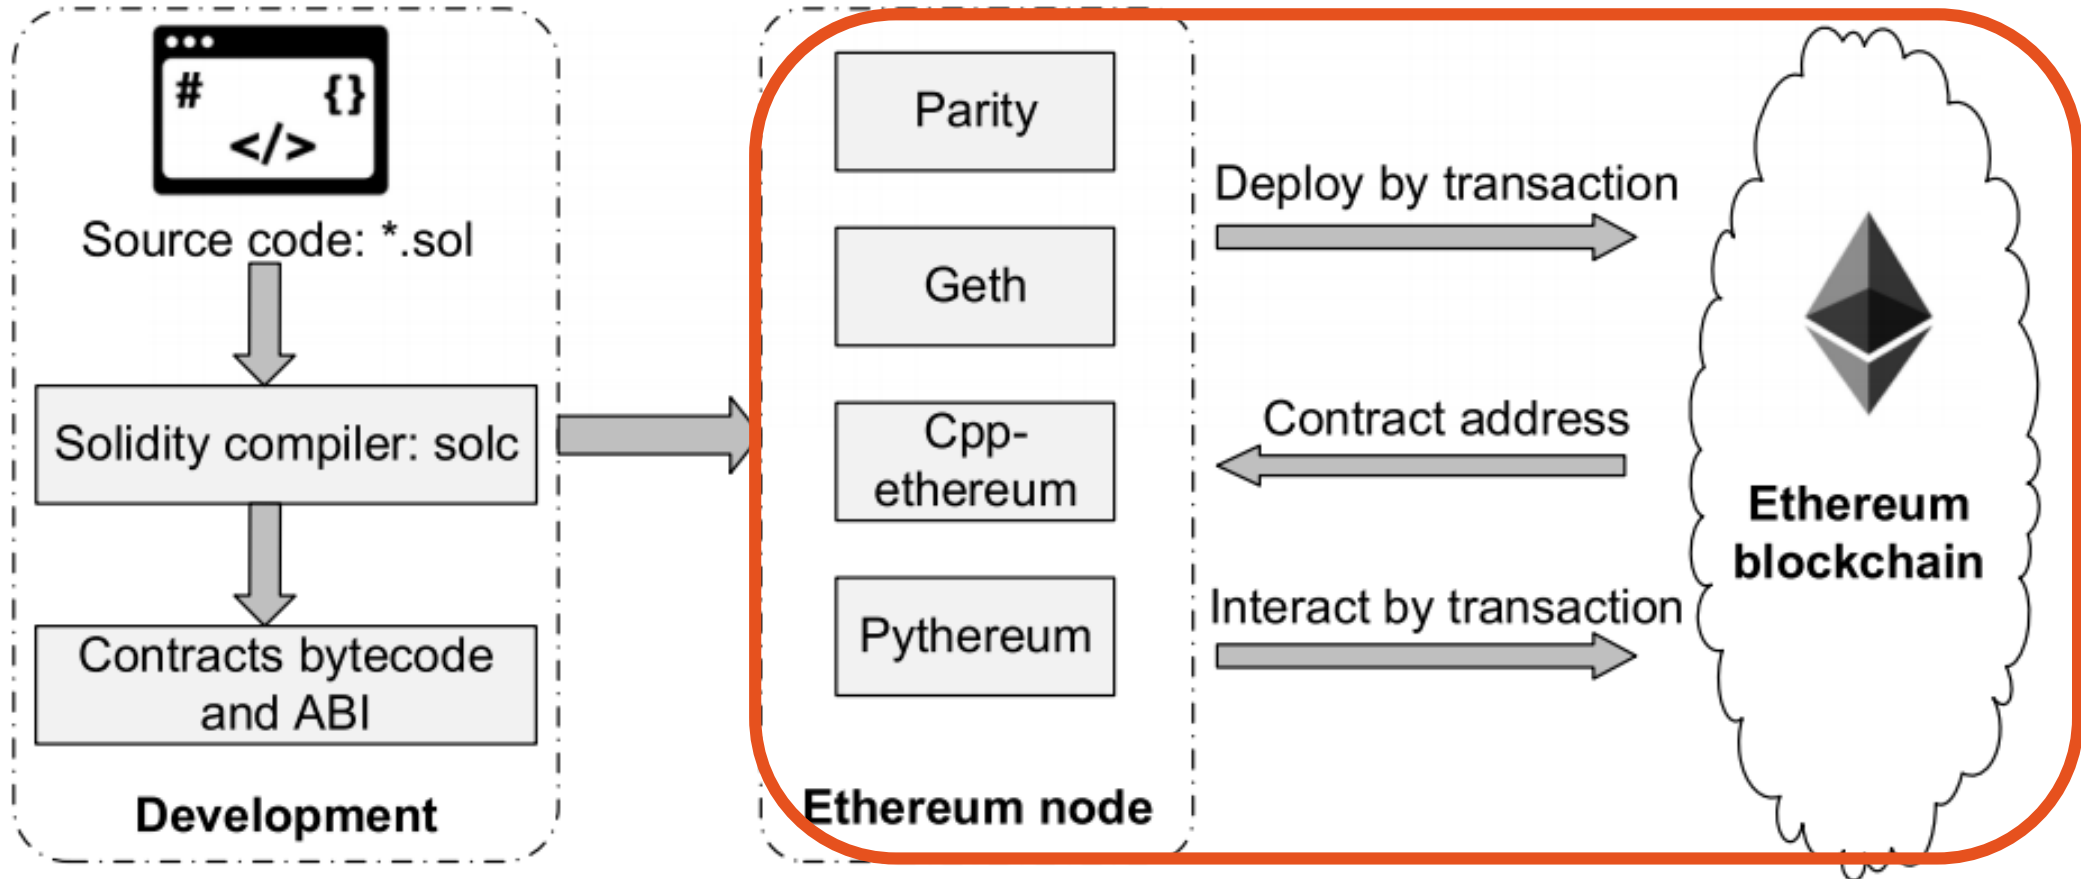 # {}
</>
Source code: *.sol
Solidity compiler: solc
Contracts bytecode
and ABI
Development
Parity
Geth
Cpp-
ethereum
Pythereum
Ethereum node
Deploy by transaction
Contract address
Interact by transaction
Ethereum
blockchain